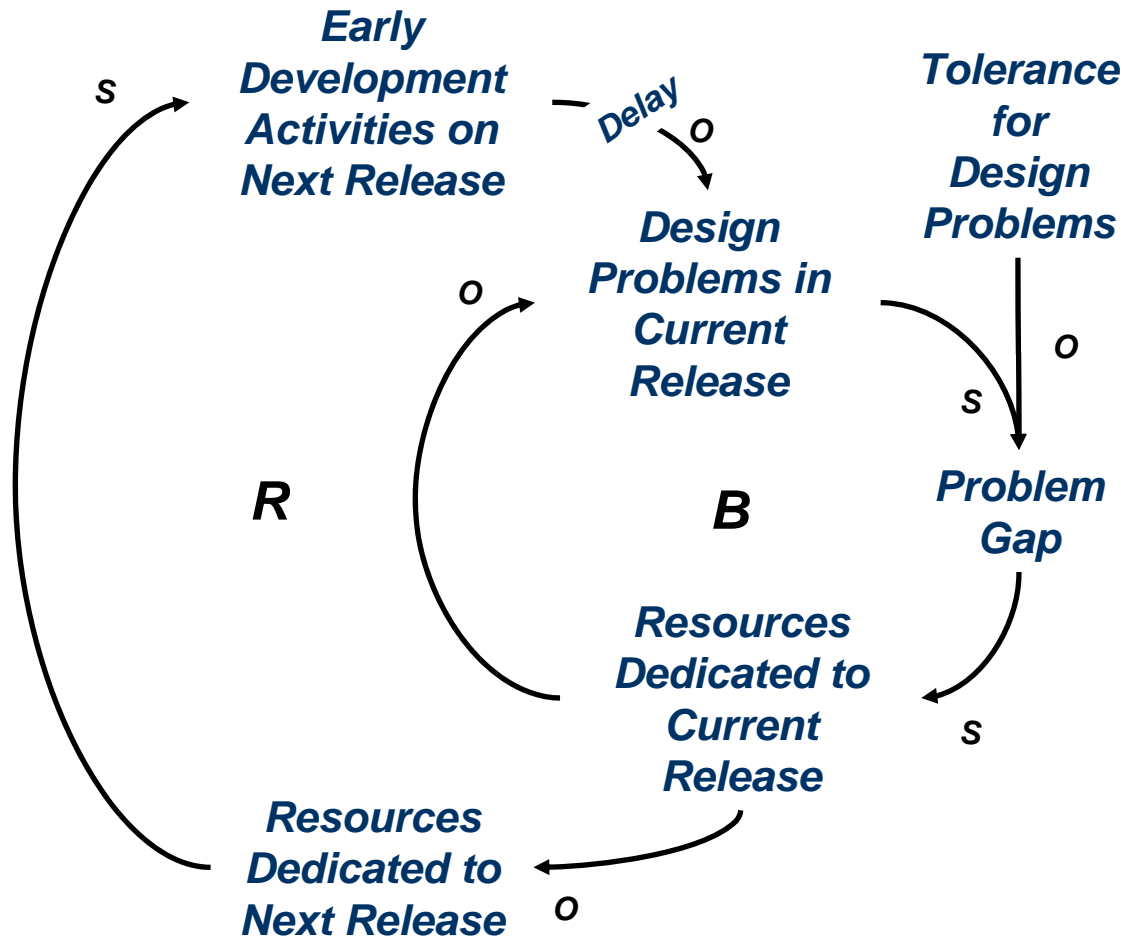 Early
Development
Activities on
Next Release
S
Delay
O
Tolerance
for
Design
Problems
Design
Problems in
Current
Release
O
O
S
R
B
Problem
Gap
Resources
Dedicated to
Current
Release
S
Resources
Dedicated to
Next Release
O